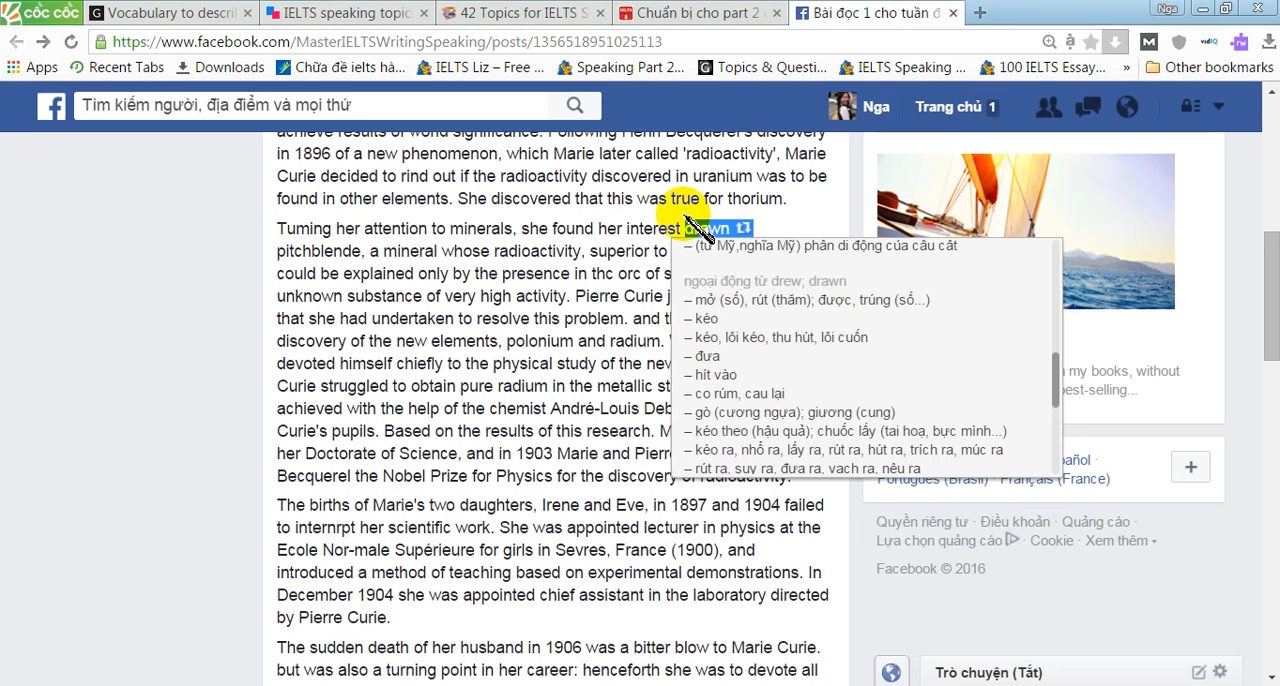 cốc cốc
Vocabulary to descril
IELTS speaking topic
42 Topics for IELTS S
Chuẩn bị cho part 2 c
Bài đọc 1 cho tuần đ
Nga
https://www.facebook.com/MasterIELTSWritingSpeaking/posts/1356518951025113
Apps
Recent Tabs
Downloads
Chữa đề ielts hà...
IELTS Liz – Free ...
Speaking Part 2...
Topics & Questi...
IELTS Speaking ...
100 IELTS Essay...
»
Other bookmarks
Tìm kiếm người, địa điểm và mọi thứ
Nga
Trang chủ 1
achieve results of world significance. Following Henri Becquerel's discovery
in 1896 of a new phenomenon, which Marie later called 'radioactivity', Marie
Curie decided to rind out if the radioactivity discovered in uranium was to be
found in other elements. She discovered that this was true for thorium.
Tuming her attention to minerals, she found her interest drawn
pitchblende, a mineral whose radioactivity, superior to
could be explained only by the presence in thc orc of s
unknown substance of very high activity. Pierre Curie j
that she had undertaken to resolve this problem. and t
discovery of the new elements, polonium and radium.
devoted himself chiefly to the physical study of the nev
Curie struggled to obtain pure radium in the metallic st
achieved with the help of the chemist André-Louis Deb
Curie's pupils. Based on the results of this research. M
her Doctorate of Science, and in 1903 Marie and Pierre
Becquerel the Nobel Prize for Physics for the discovery of radioactivity.
The births of Marie's two daughters, Irene and Eve, in 1897 and 1904 failed
to internrpt her scientific work. She was appointed lecturer in physics at the
Ecole Nor-male Supérieure for girls in Sevres, France (1900), and
introduced a method of teaching based on experimental demonstrations. In
December 1904 she was appointed chief assistant in the laboratory directed
by Pierre Curie.
The sudden death of her husband in 1906 was a bitter blow to Marie Curie.
but was also a turning point in her career: henceforth she was to devote all
– (từ Mỹ,nghĩa Mỹ) phần di động của cầu cất
ngoại động từ drew; drawn
– mở (số), rút (thăm); được, trúng (số...)
– kéo
– kéo, lôi kéo, thu hút, lôi cuốn
– đưa
– hít vào
– co rúm, cau lại
– gò (cương ngựa); giương (cung)
– kéo theo (hậu quả); chuốc lấy (tai hoạ, bực mình...)
– kéo ra, nhổ ra, lấy ra, rút ra, hút ra, trích ra, múc ra
– rút ra, suy ra, đưa ra, vạch ra, nêu ra
n my books, without
est-selling...
añol ·
Português (Brasil) · Français (France)
Quyền riêng tư · Điều khoản · Quảng cáo ·
Lựa chọn quảng cáo · Cookie · Xem thêm
Facebook © 2016
Trò chuyện (Tắt)